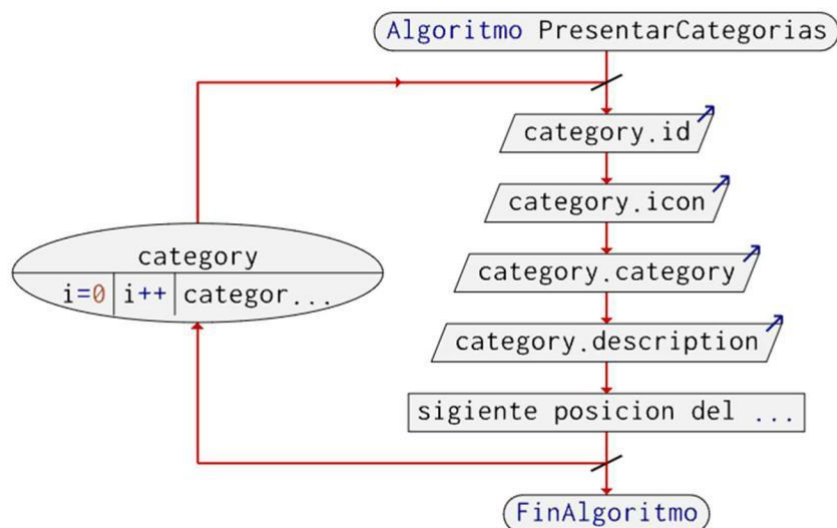 Algoritmo PresentarCategorias
category.id
category.icon
category.category
category.description
sigiente posicion del ...
category
i=0 i++ categor...
FinAlgoritmo